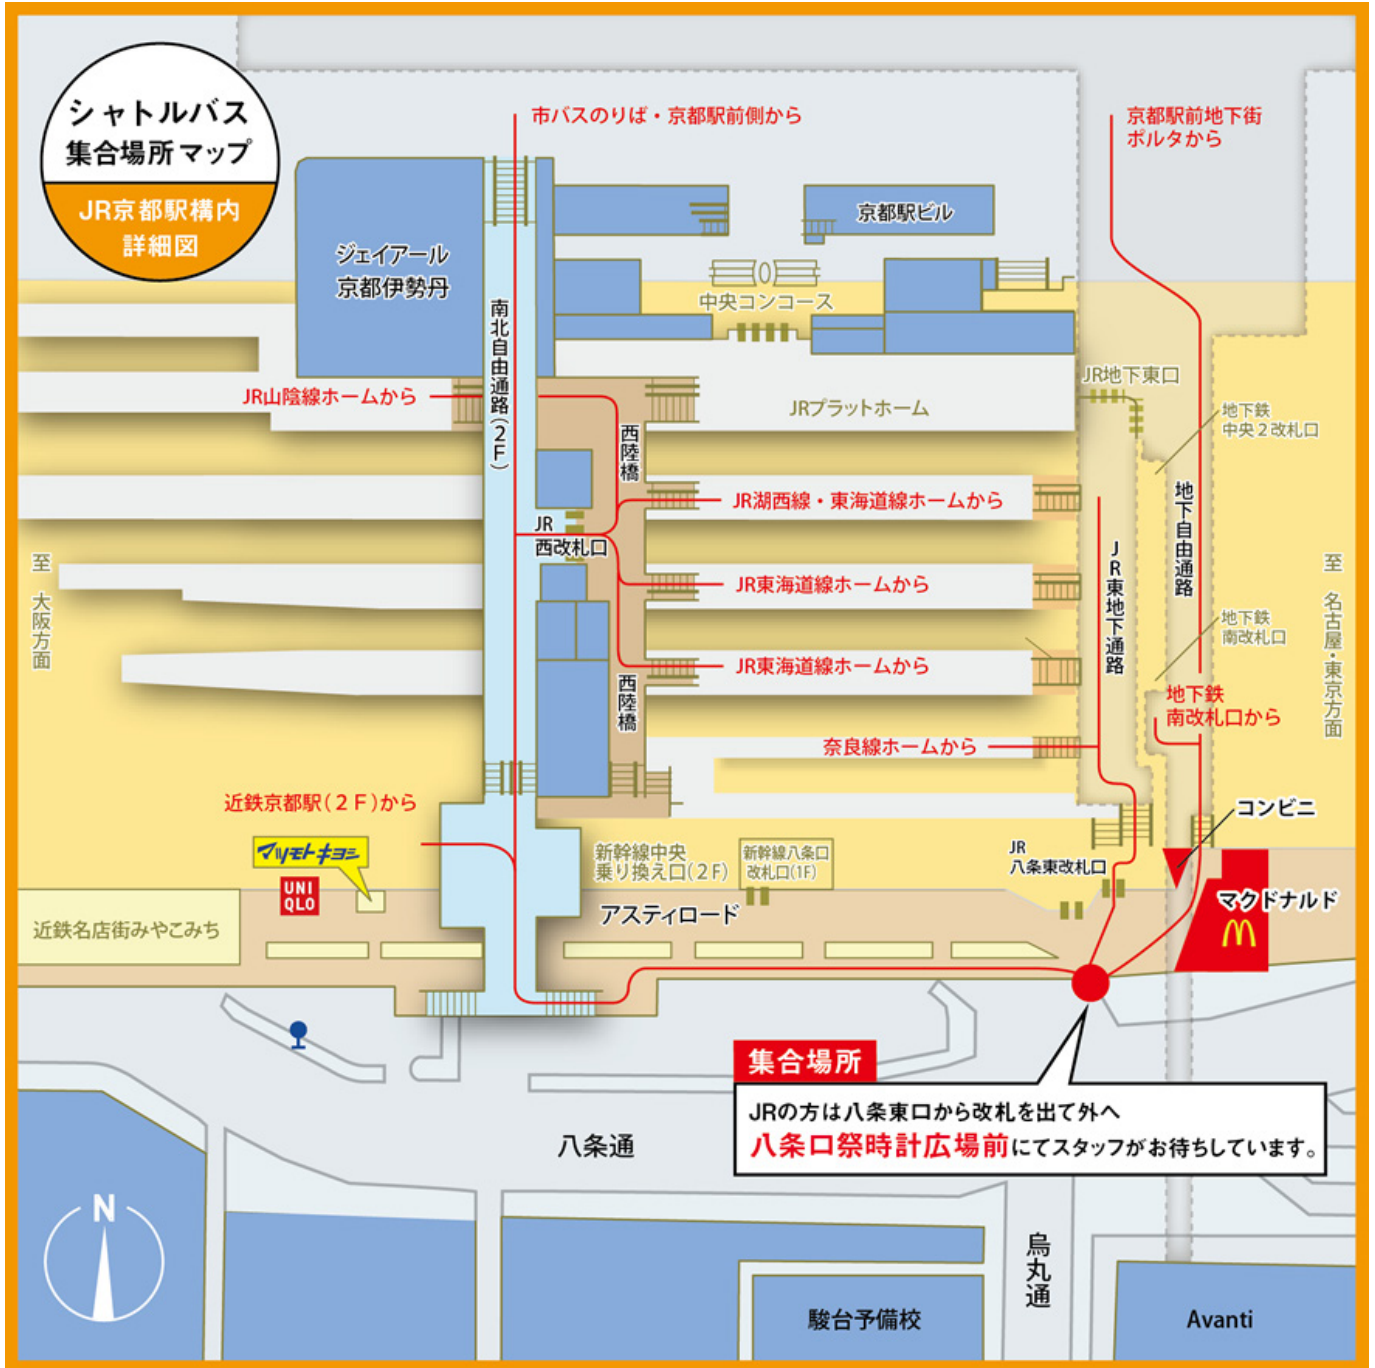 シャトルバス
集合場所マップ
JR京都駅構内
詳細図
市バスのりば・京都駅前側から
京都駅前地下街
ポルタから
ジェイアール
京都伊勢丹
京都駅ビル
中央コンコース
南北自由通路(2F)
JR山陰線ホームから
JRプラットホーム
JR地下東口
地下鉄
中央2改札口
西陸橋
JR湖西線・東海道線ホームから
JR
西改札口
地下自由通路
JR東海道線ホームから
JR東地下通路
至 大阪方面
至 名古屋・東京方面
地下鉄
南改札口
JR東海道線ホームから
西陸橋
地下鉄
南改札口から
奈良線ホームから
近鉄京都駅(2F)から
コンビニ
マツモトキヨシ
新幹線中央
乗り換え口(2F)
新幹線八条口
改札口(1F)
JR
八条東改札口
UNI
QLO
アスティロード
マクドナルド
近鉄名店街みやこみち
集合場所
JRの方は八条東口から改札を出て外へ
八条口祭時計広場前にてスタッフがお待ちしています。
八条通
N
烏丸通
駿台予備校
Avanti